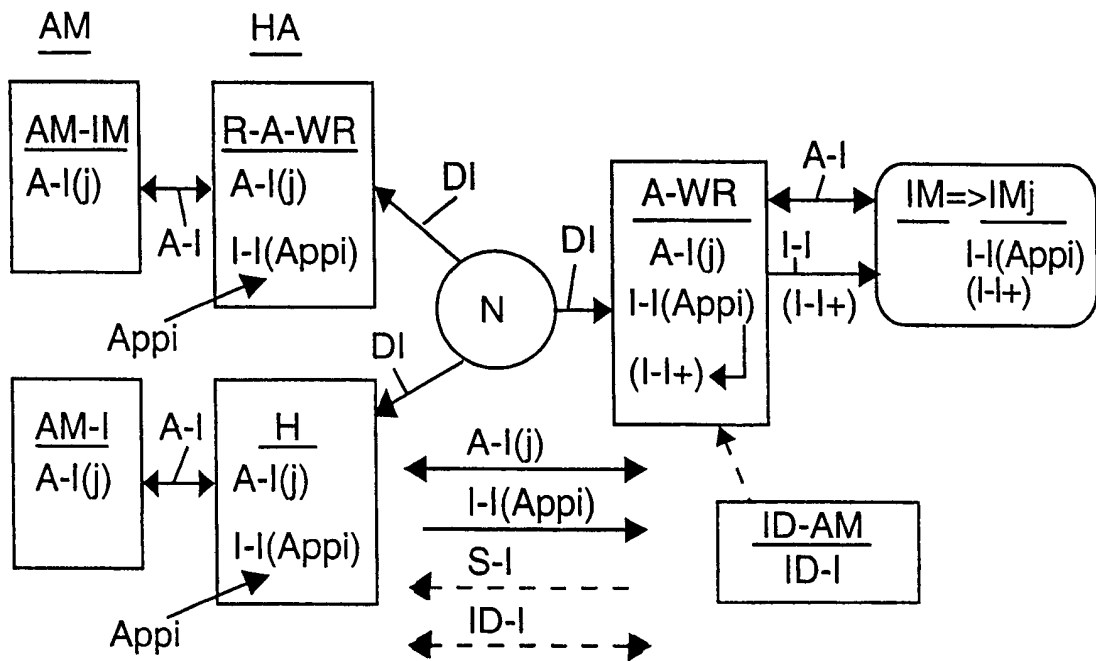 AM
HA
AM-IM
A-I(j)
A-I
R-A-WR
A-I(j)
I-I(Appi)
Appi
DI
N
DI
DI
A-WR
A-I(j)
I-I(Appi)
(I-I+)
A-I
I-I
(I-I+)
IM=>IMj
I-I(Appi)
(I-I+)
AM-I
A-I(j)
A-I
H
A-I(j)
I-I(Appi)
Appi
A-I(j)
I-I(Appi)
S-I
ID-I
ID-AM
ID-I